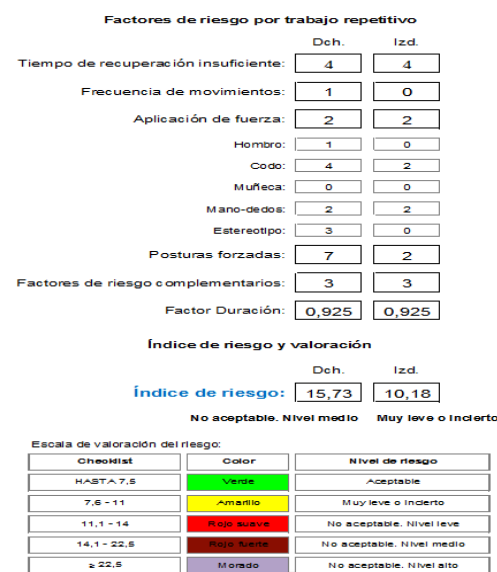 Factores de riesgo por trabajo repetitivo
Dch. Izd.
Tiempo de recuperación insuficiente: 4 4
Frecuencia de movimientos: 1 0
Aplicación de fuerza: 2 2
Hombro: 1 0
Codo: 4 2
Muñeca: 0 0
Mano-dedos: 2 2
Estereotipo: 3 0
Posturas forzadas: 7 2
Factores de riesgo complementarios: 3 3
Factor Duración: 0,925 0,925
Índice de riesgo y valoración
Dch. Izd.
Índice de riesgo: 15,73 10,18
No aceptable. Nivel medio Muy leve o incierto
Escala de valoración del riesgo:
Checklist Color Nivel de riesgo
HASTA 7,5 Verde Aceptable
7,6 - 11 Amarillo Muy leve o incierto
11,1 - 14 Rojo suave No aceptable. Nivel leve
14,1 - 22,5 Rojo fuerte No aceptable. Nivel medio
≥ 22,5 Morado No aceptable. Nivel alto